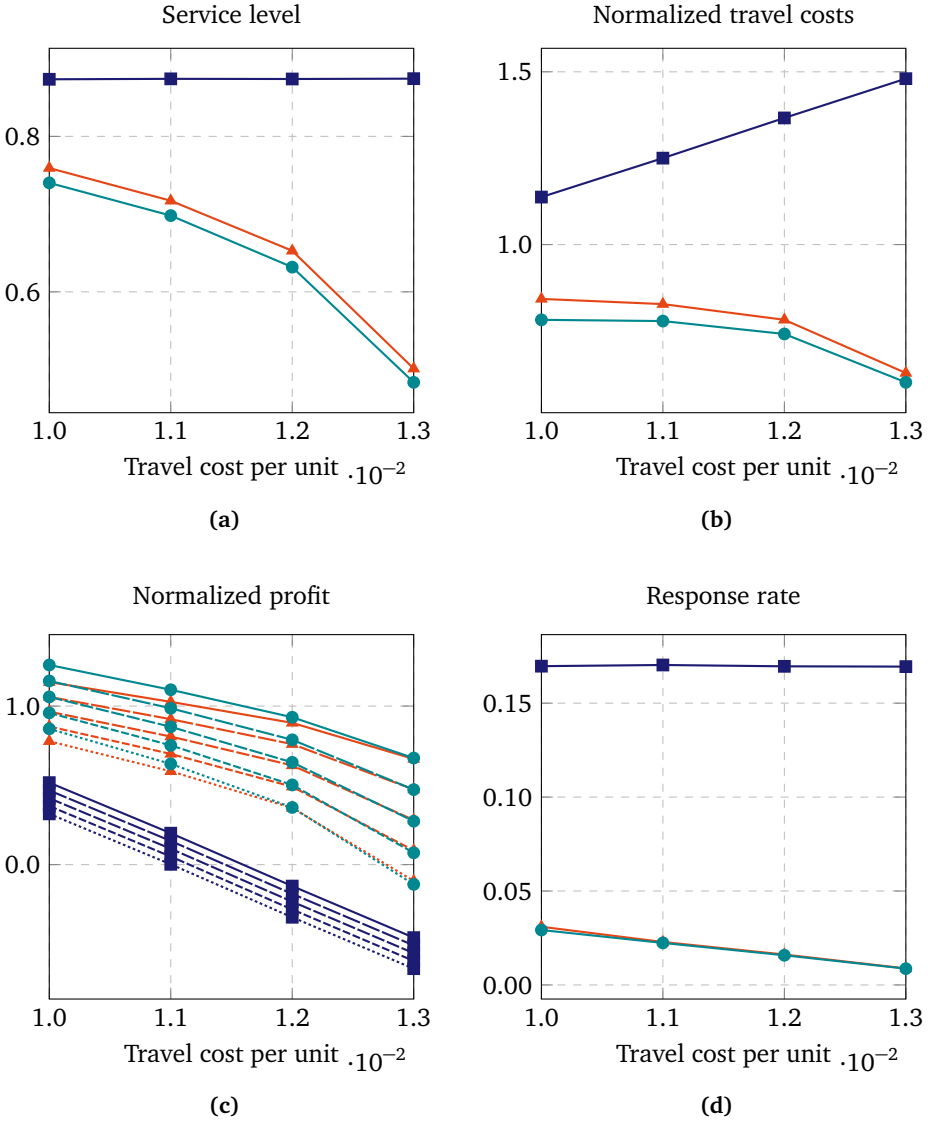 Service level
0.8
0.6
1.0 1.1 1.2 1.3
Travel cost per unit ·10⁻²
(a)
Normalized travel costs
1.5
1.0
1.0 1.1 1.2 1.3
Travel cost per unit ·10⁻²
(b)
Normalized profit
1.0
0.0
1.0 1.1 1.2 1.3
Travel cost per unit ·10⁻²
(c)
Response rate
0.15
0.10
0.05
0.00
1.0 1.1 1.2 1.3
Travel cost per unit ·10⁻²
(d)